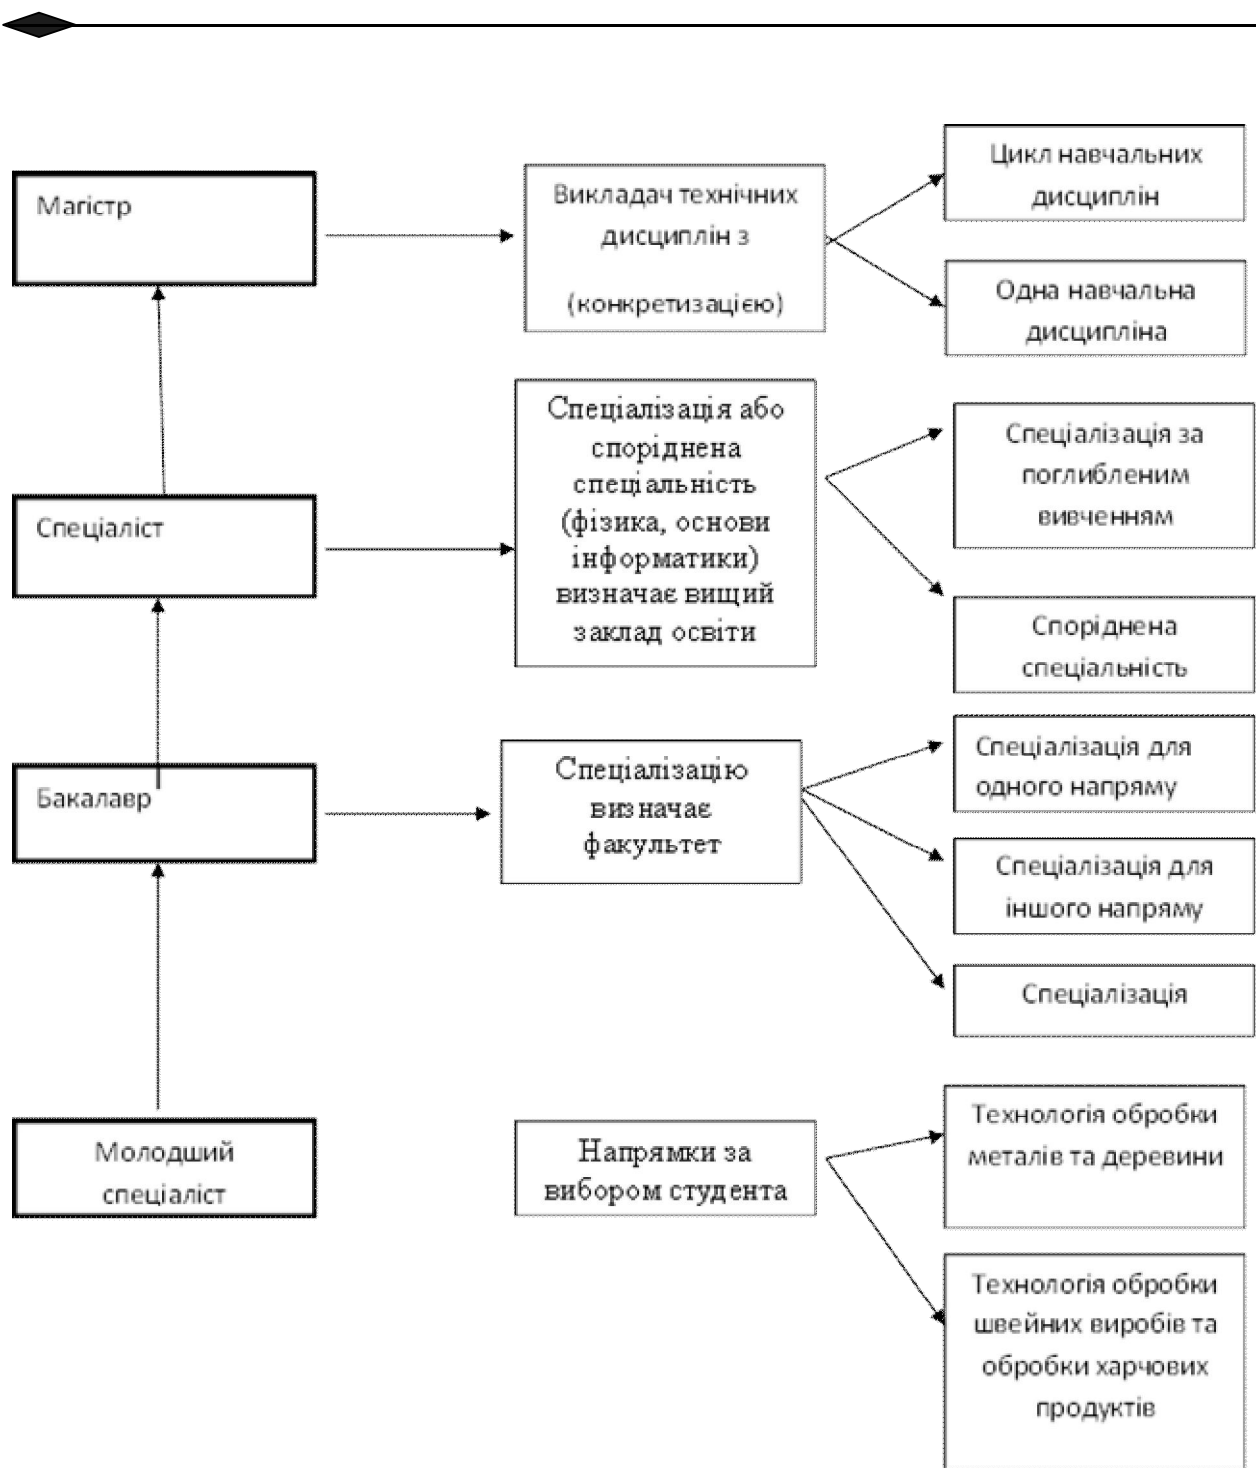 Магістр
Викладач технічних
дисциплін з
(конкретизацією)
Цикл навчальних
дисциплін
Одна навчальна
дисципліна
Спеціаліст
Спеціалізація або
споріднена
спеціальність
(фізика, основи
інформатики)
визначає вищий
заклад освіти
Спеціалізація за
поглибленим
вивченням
Споріднена
спеціальність
Бакалавр
Спеціалізацію
визначає
факультет
Спеціалізація для
одного напряму
Спеціалізація для
іншого напряму
Спеціалізація
Молодший
спеціаліст
Напрямки за
вибором студента
Технологія обробки
металів та деревини
Технологія обробки
швейних виробів та
обробки харчових
продуктів